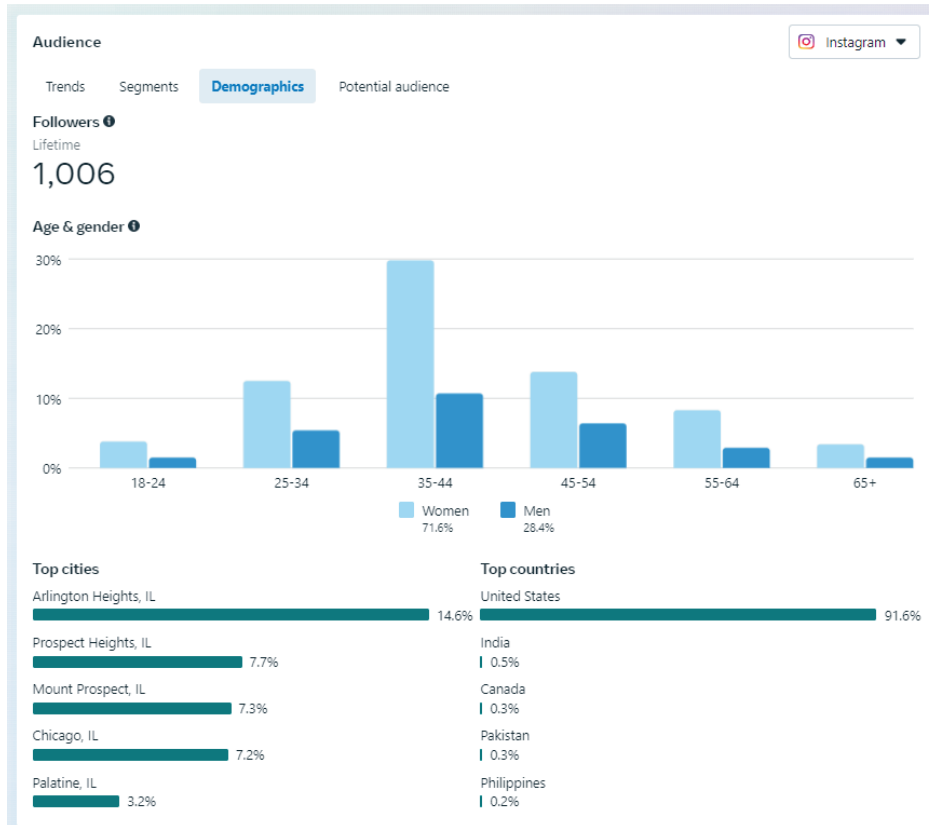 Audience
Instagram
Trends Segments Demographics Potential audience
Followers
Lifetime
1,006
Age & gender
30%
20%
10%
0%
18-24 25-34 35-44 45-54 55-64 65+
Women Men
71.6% 28.4%
Top cities
Arlington Heights, IL
14.6%
Prospect Heights, IL
7.7%
Mount Prospect, IL
7.3%
Chicago, IL
7.2%
Palatine, IL
3.2%
Top countries
United States
91.6%
India
0.5%
Canada
0.3%
Pakistan
0.3%
Philippines
0.2%